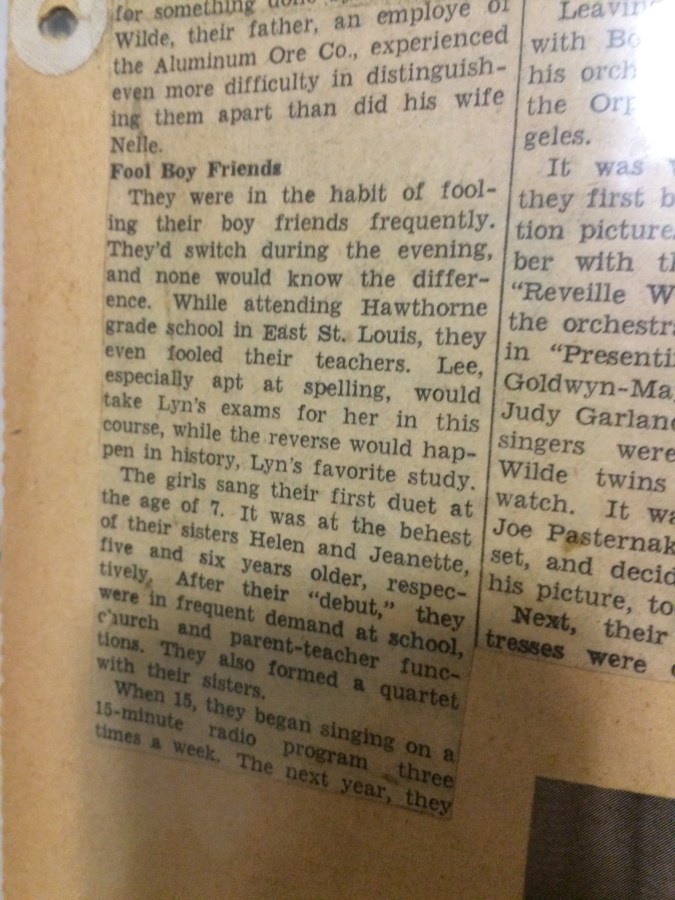 for something
Wilde, their father, an employe of
the Aluminum Ore Co., experienced
even more difficulty in distinguish-
ing them apart than did his wife
Nelle.
Fool Boy Friends
They were in the habit of fool-
ing their boy friends frequently.
They'd switch during the evening,
and none would know the differ-
ence. While attending Hawthorne
grade school in East St. Louis, they
even fooled their teachers. Lee,
especially apt at spelling, would
take Lyn's exams for her in this
course, while the reverse would hap-
pen in history, Lyn's favorite study.
The girls sang their first duet at
the age of 7. It was at the behest
of their sisters Helen and Jeanette,
five and six years older, respec-
tively. After their "debut," they
were in frequent demand at school,
church and parent-teacher func-
tions. They also formed a quartet
with their sisters.
When 15, they began singing on a
15-minute radio program three
times a week. The next year, they
Leavin
with Bo
his orch
the Orp
geles.
It was
they first b
tion picture
ber with th
"Reveille W
the orchestra
in "Presenti
Goldwyn-Ma
Judy Garland
singers were
Wilde twins
watch. It wa
Joe Pasternak
set, and decid
his picture, to
Next, their
tresses were